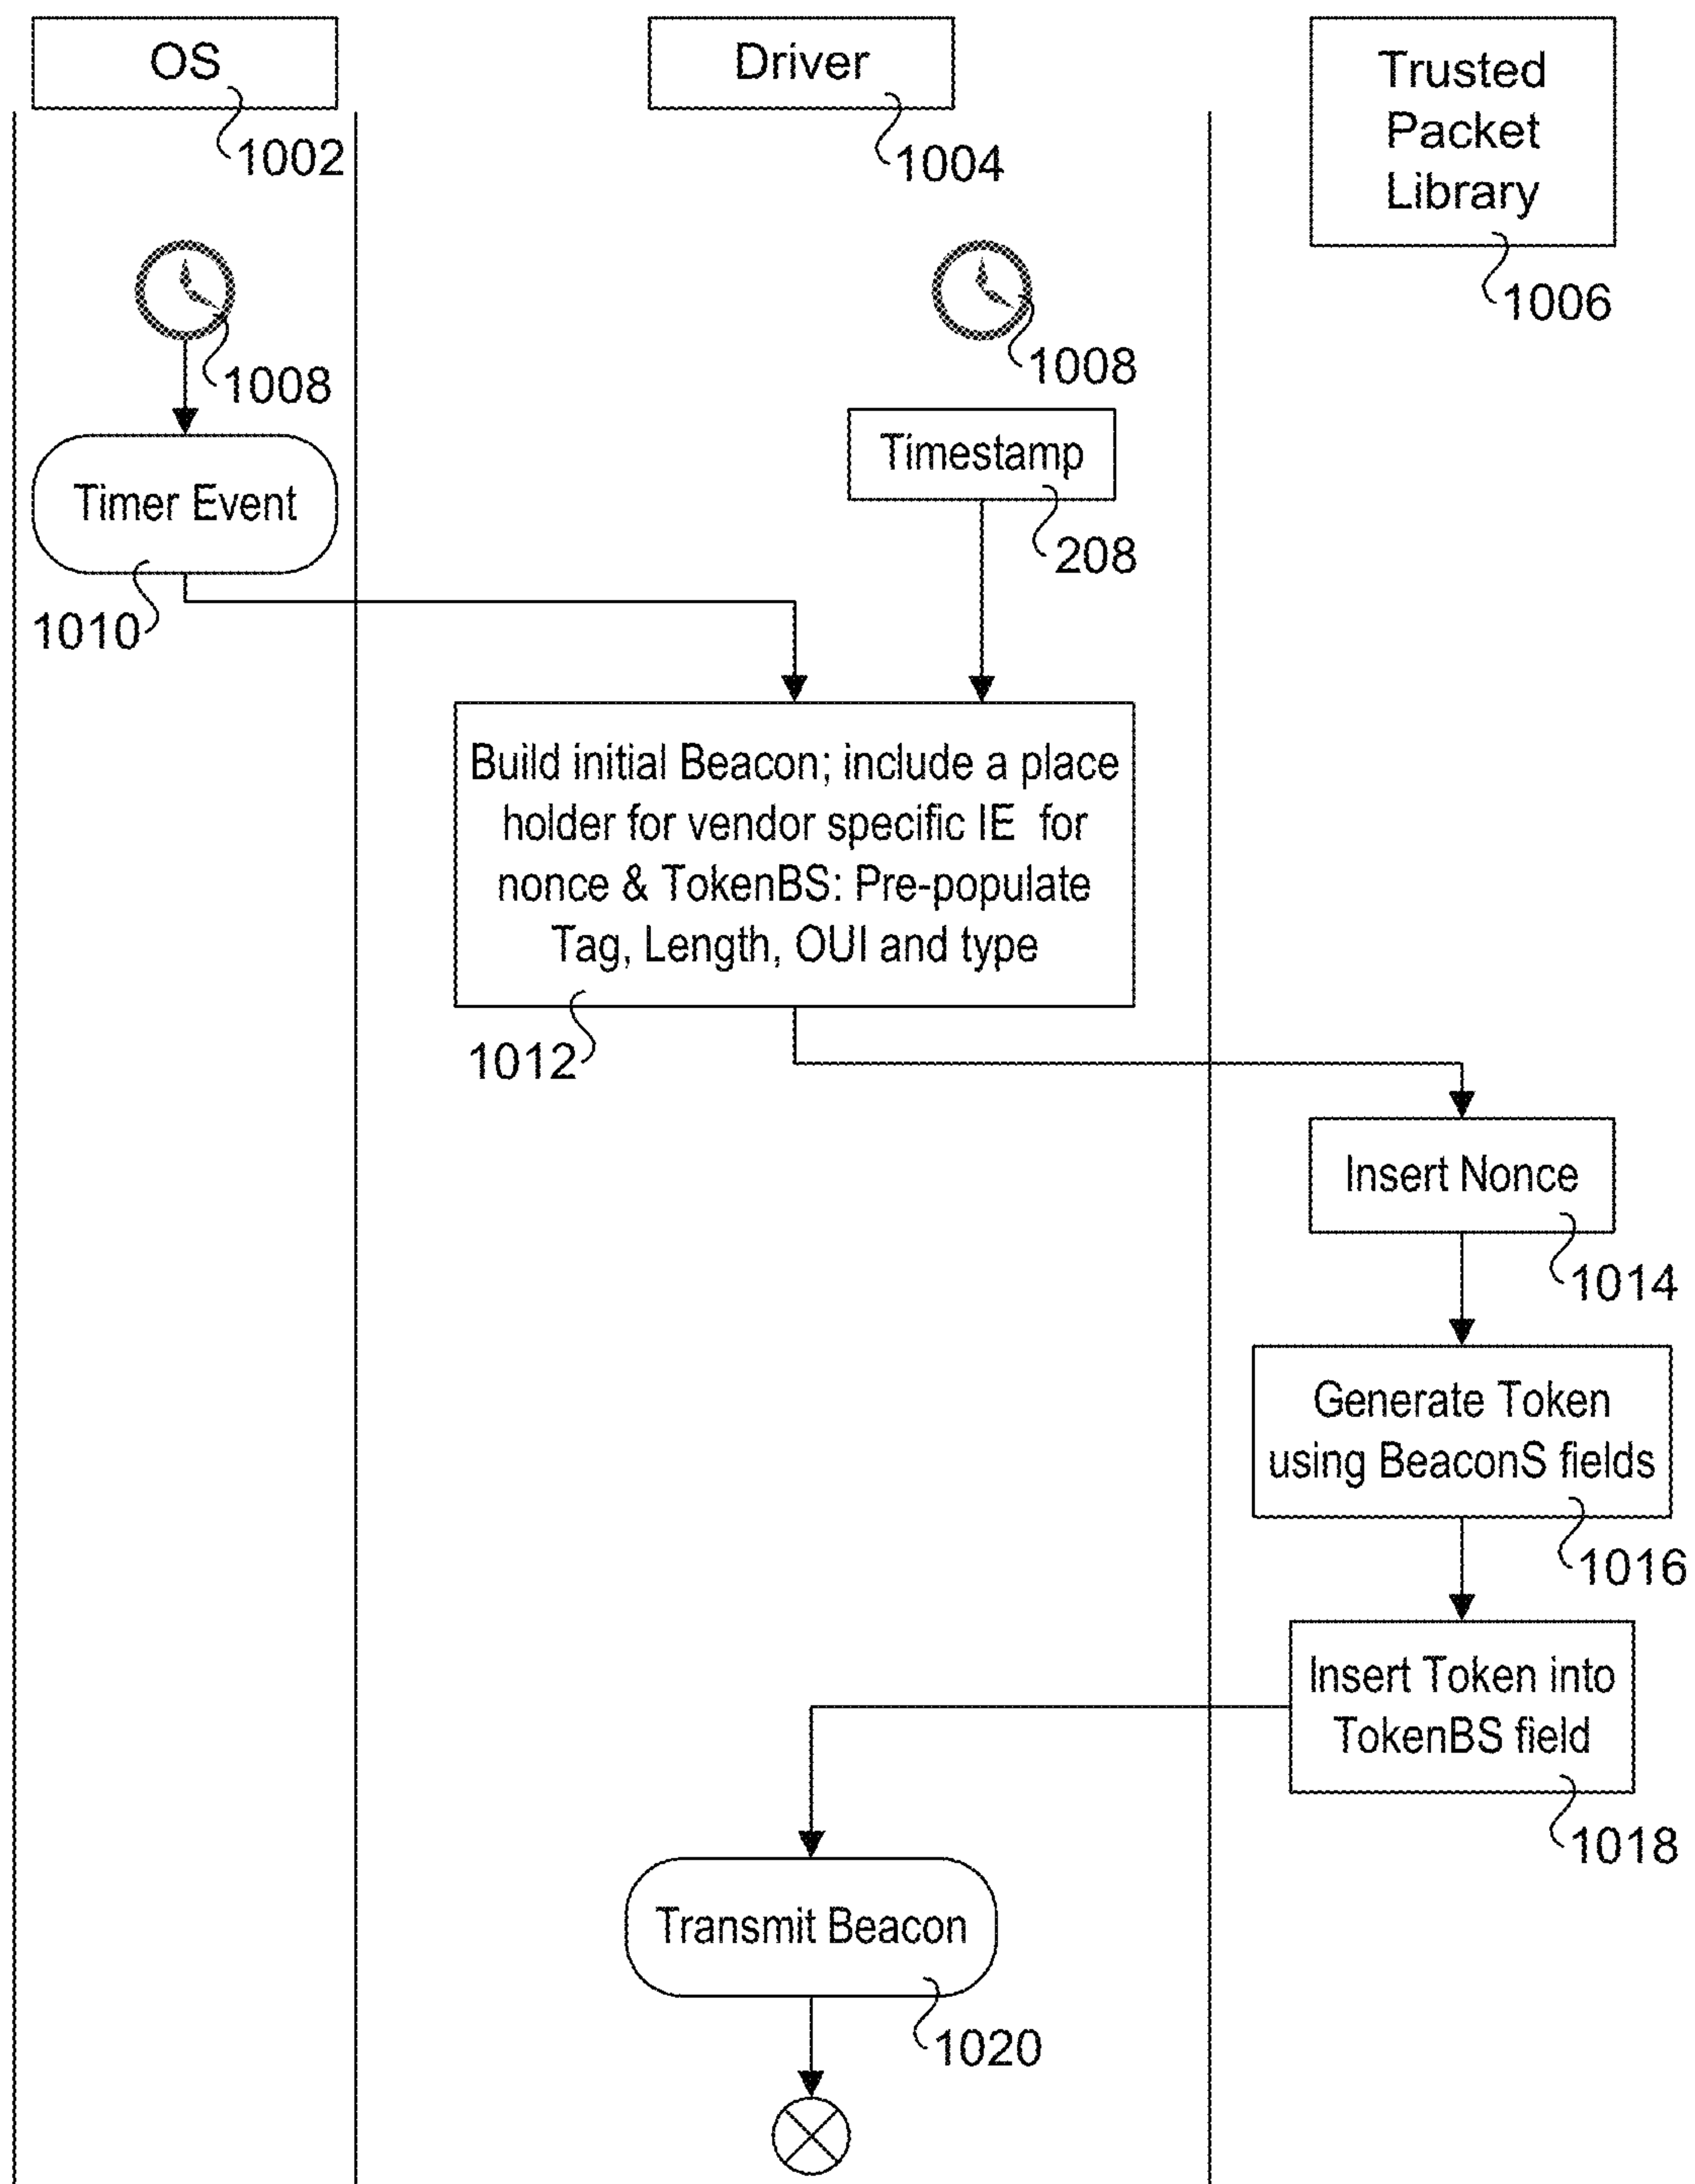 OS
1002
Driver
1004
Trusted
Packet
Library
1006
1008
1008
Timer Event
1010
Timestamp
208
Build initial Beacon; include a place
holder for vendor specific IE for
nonce & TokenBS: Pre-populate
Tag, Length, OUI and type
1012
Insert Nonce
1014
Generate Token
using BeaconS fields
1016
Insert Token into
TokenBS field
1018
Transmit Beacon
1020